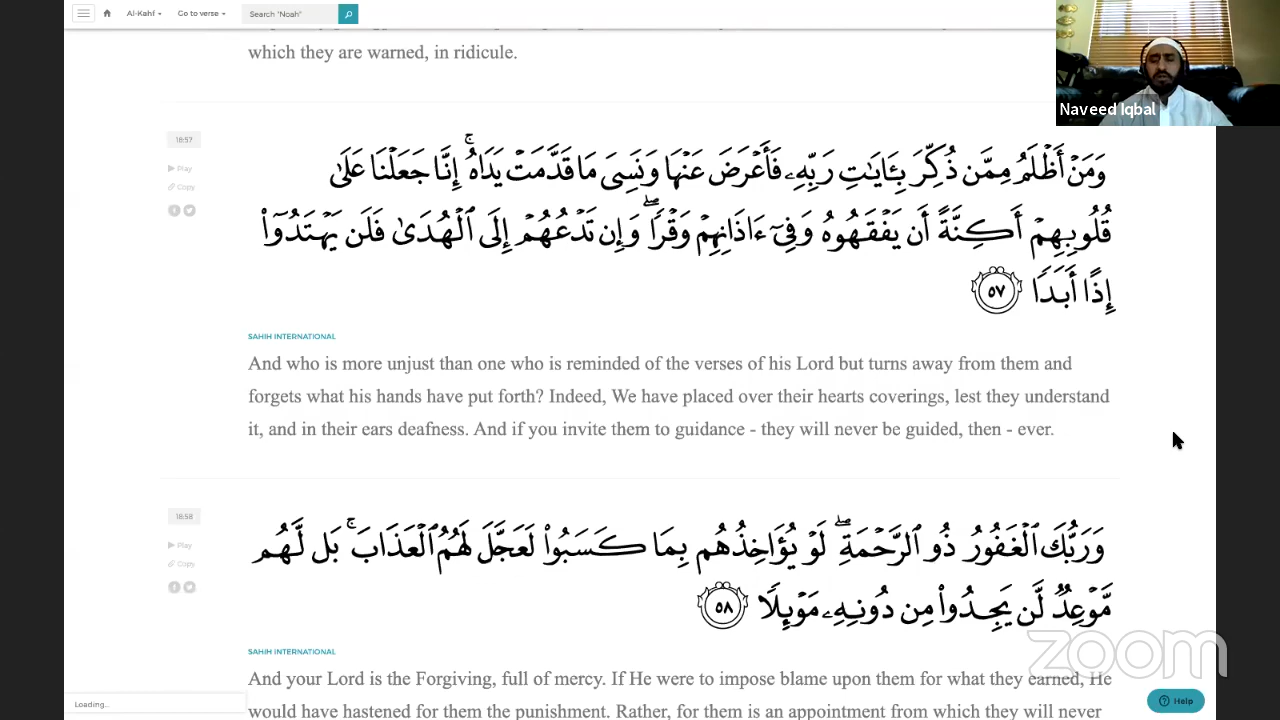 Al-Kahf
Go to verse
Search "Noah"
which they are warned, in ridicule.
Naveed Iqbal
18:57
Play
Copy
وَمَنْ أَظْلَمُ مِمَّن ذُكِّرَ بِـَٔايَـٰتِ رَبِّهِۦ فَأَعْرَضَ عَنْهَا وَنَسِىَ مَا قَدَّمَتْ يَدَاهُ ۚ إِنَّا جَعَلْنَا عَلَىٰ
قُلُوبِهِمْ أَكِنَّةً أَن يَفْقَهُوهُ وَفِىٓ ءَاذَانِهِمْ وَقْرًا ۖ وَإِن تَدْعُهُمْ إِلَى ٱلْهُدَىٰ فَلَن يَهْتَدُوٓا۟
إِذًا أَبَدًا ٥٧
SAHIH INTERNATIONAL
And who is more unjust than one who is reminded of the verses of his Lord but turns away from them and
forgets what his hands have put forth? Indeed, We have placed over their hearts coverings, lest they understand
it, and in their ears deafness. And if you invite them to guidance - they will never be guided, then - ever.
18:58
Play
Copy
وَرَبُّكَ ٱلْغَفُورُ ذُو ٱلرَّحْمَةِ ۖ لَوْ يُؤَاخِذُهُم بِمَا كَسَبُوا۟ لَعَجَّلَ لَهُمُ ٱلْعَذَابَ ۚ بَل لَّهُم
مَّوْعِدٌ لَّن يَجِدُوا۟ مِن دُونِهِۦ مَوْئِلًا ٥٨
SAHIH INTERNATIONAL
And your Lord is the Forgiving, full of mercy. If He were to impose blame upon them for what they earned, He
would have hastened for them the punishment. Rather, for them is an appointment from which they will never
zoom
Loading...
Help